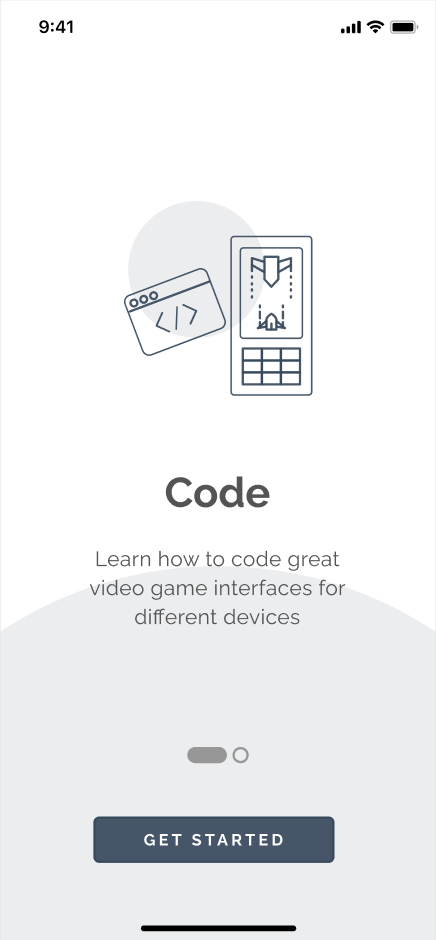 9:41
</>
Code
Learn how to code great
video game interfaces for
different devices
GET STARTED